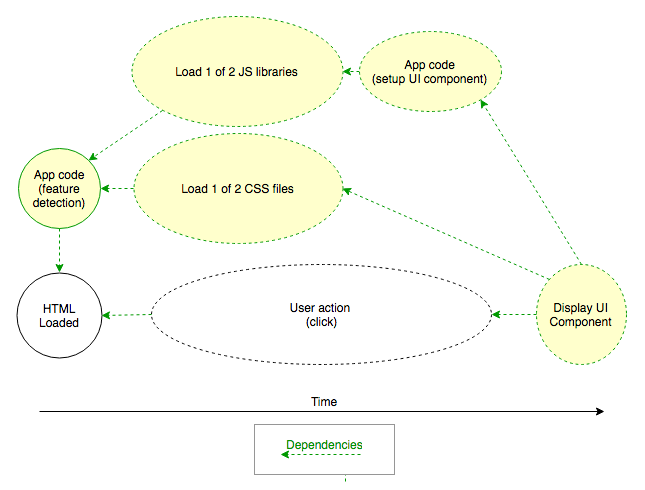 Load 1 of 2 JS libraries
App code
(setup UI component)
App code
(feature
detection)
Load 1 of 2 CSS files
HTML
Loaded
User action
(click)
Display UI
Component
Time
Dependencies